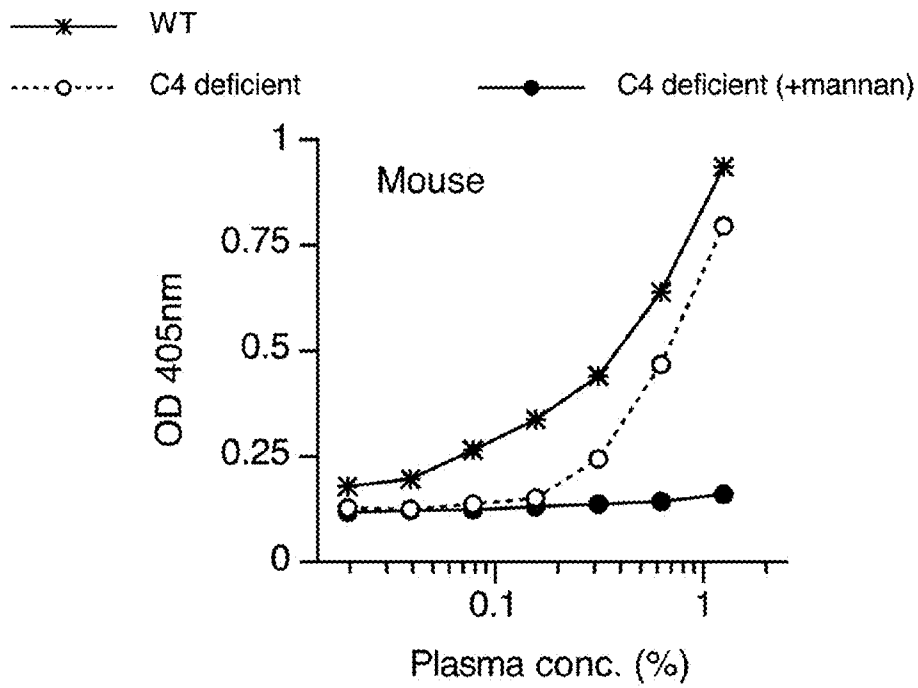 WT
C4 deficient
C4 deficient (+mannan)
Mouse
1
0.75
0.5
0.25
0
OD 405nm
0.1
1
Plasma conc. (%)